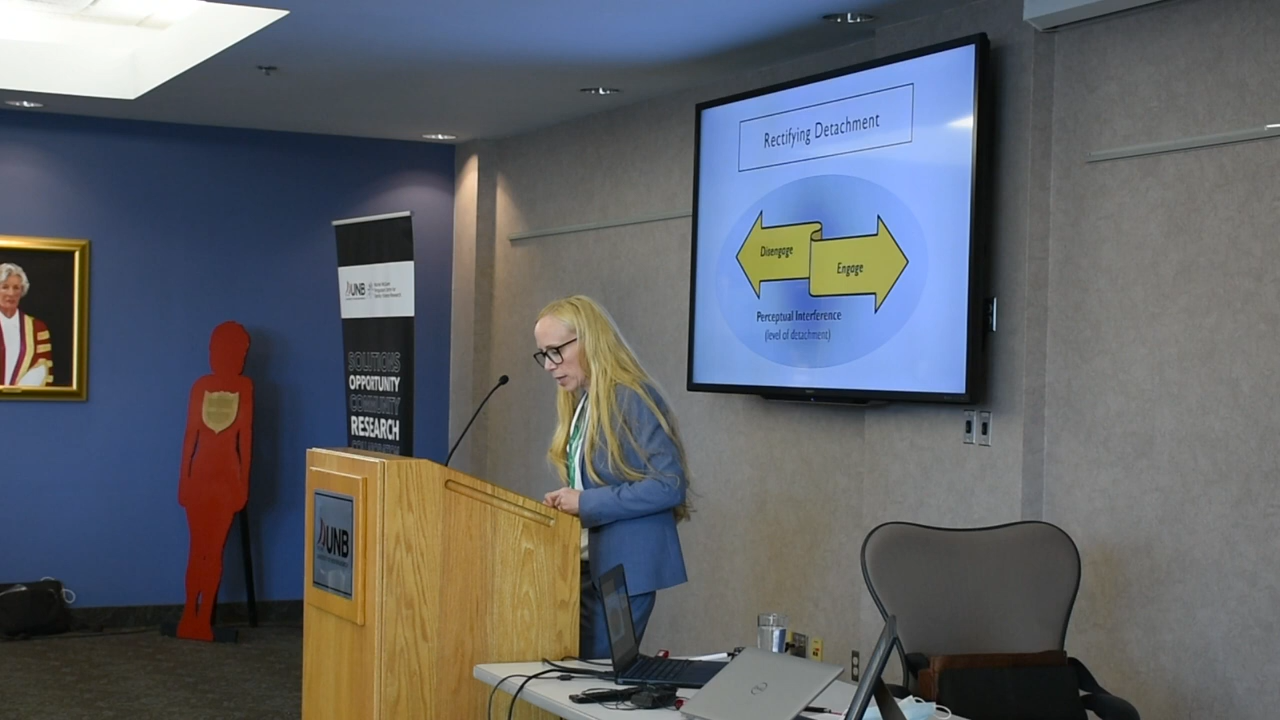 Rectifying Detachment
Disengage
Engage
Perceptual Interference
(level of detachment)
UNB
SOLUTIONS
OPPORTUNITY
COMMUNITY
RESEARCH
UNB